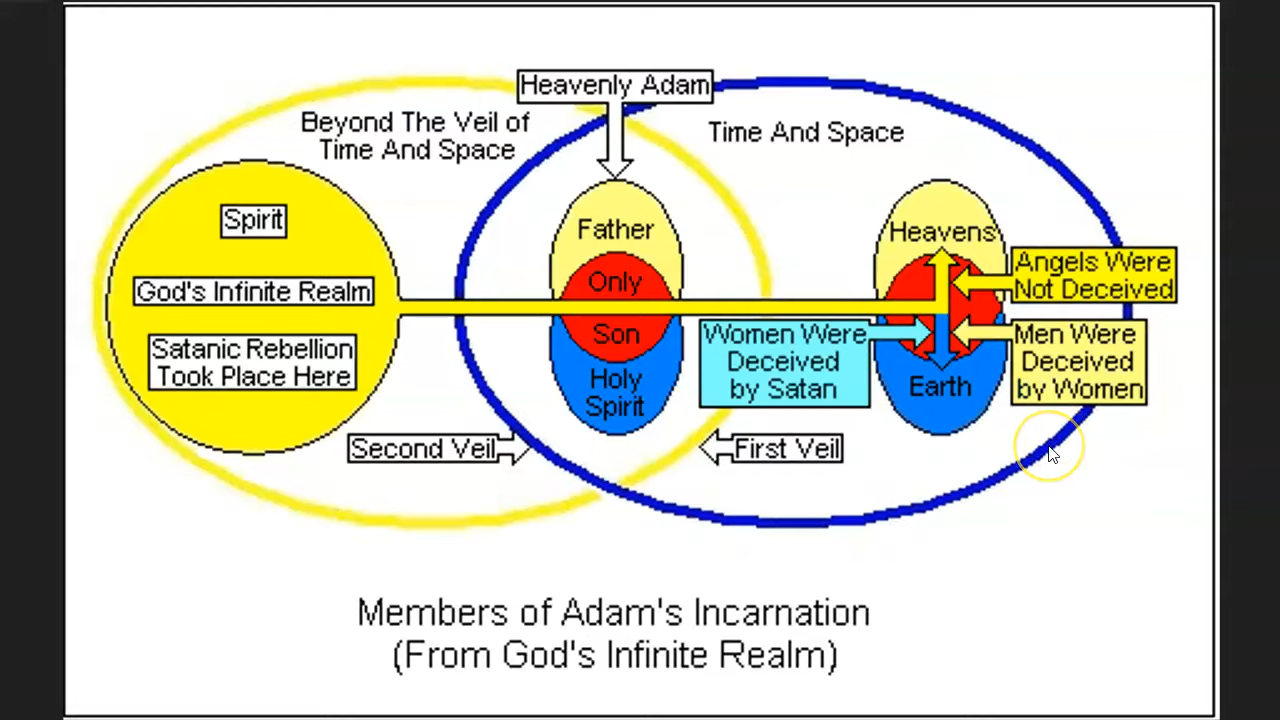 Heavenly Adam
Beyond The Veil of
Time And Space
Time And Space
Spirit
God's Infinite Realm
Satanic Rebellion
Took Place Here
Father
Only
Son
Holy
Spirit
Heavens
Earth
Angels Were
Not Deceived
Women Were
Deceived
by Satan
Men Were
Deceived
by Women
Second Veil
First Veil
Members of Adam's Incarnation
(From God's Infinite Realm)